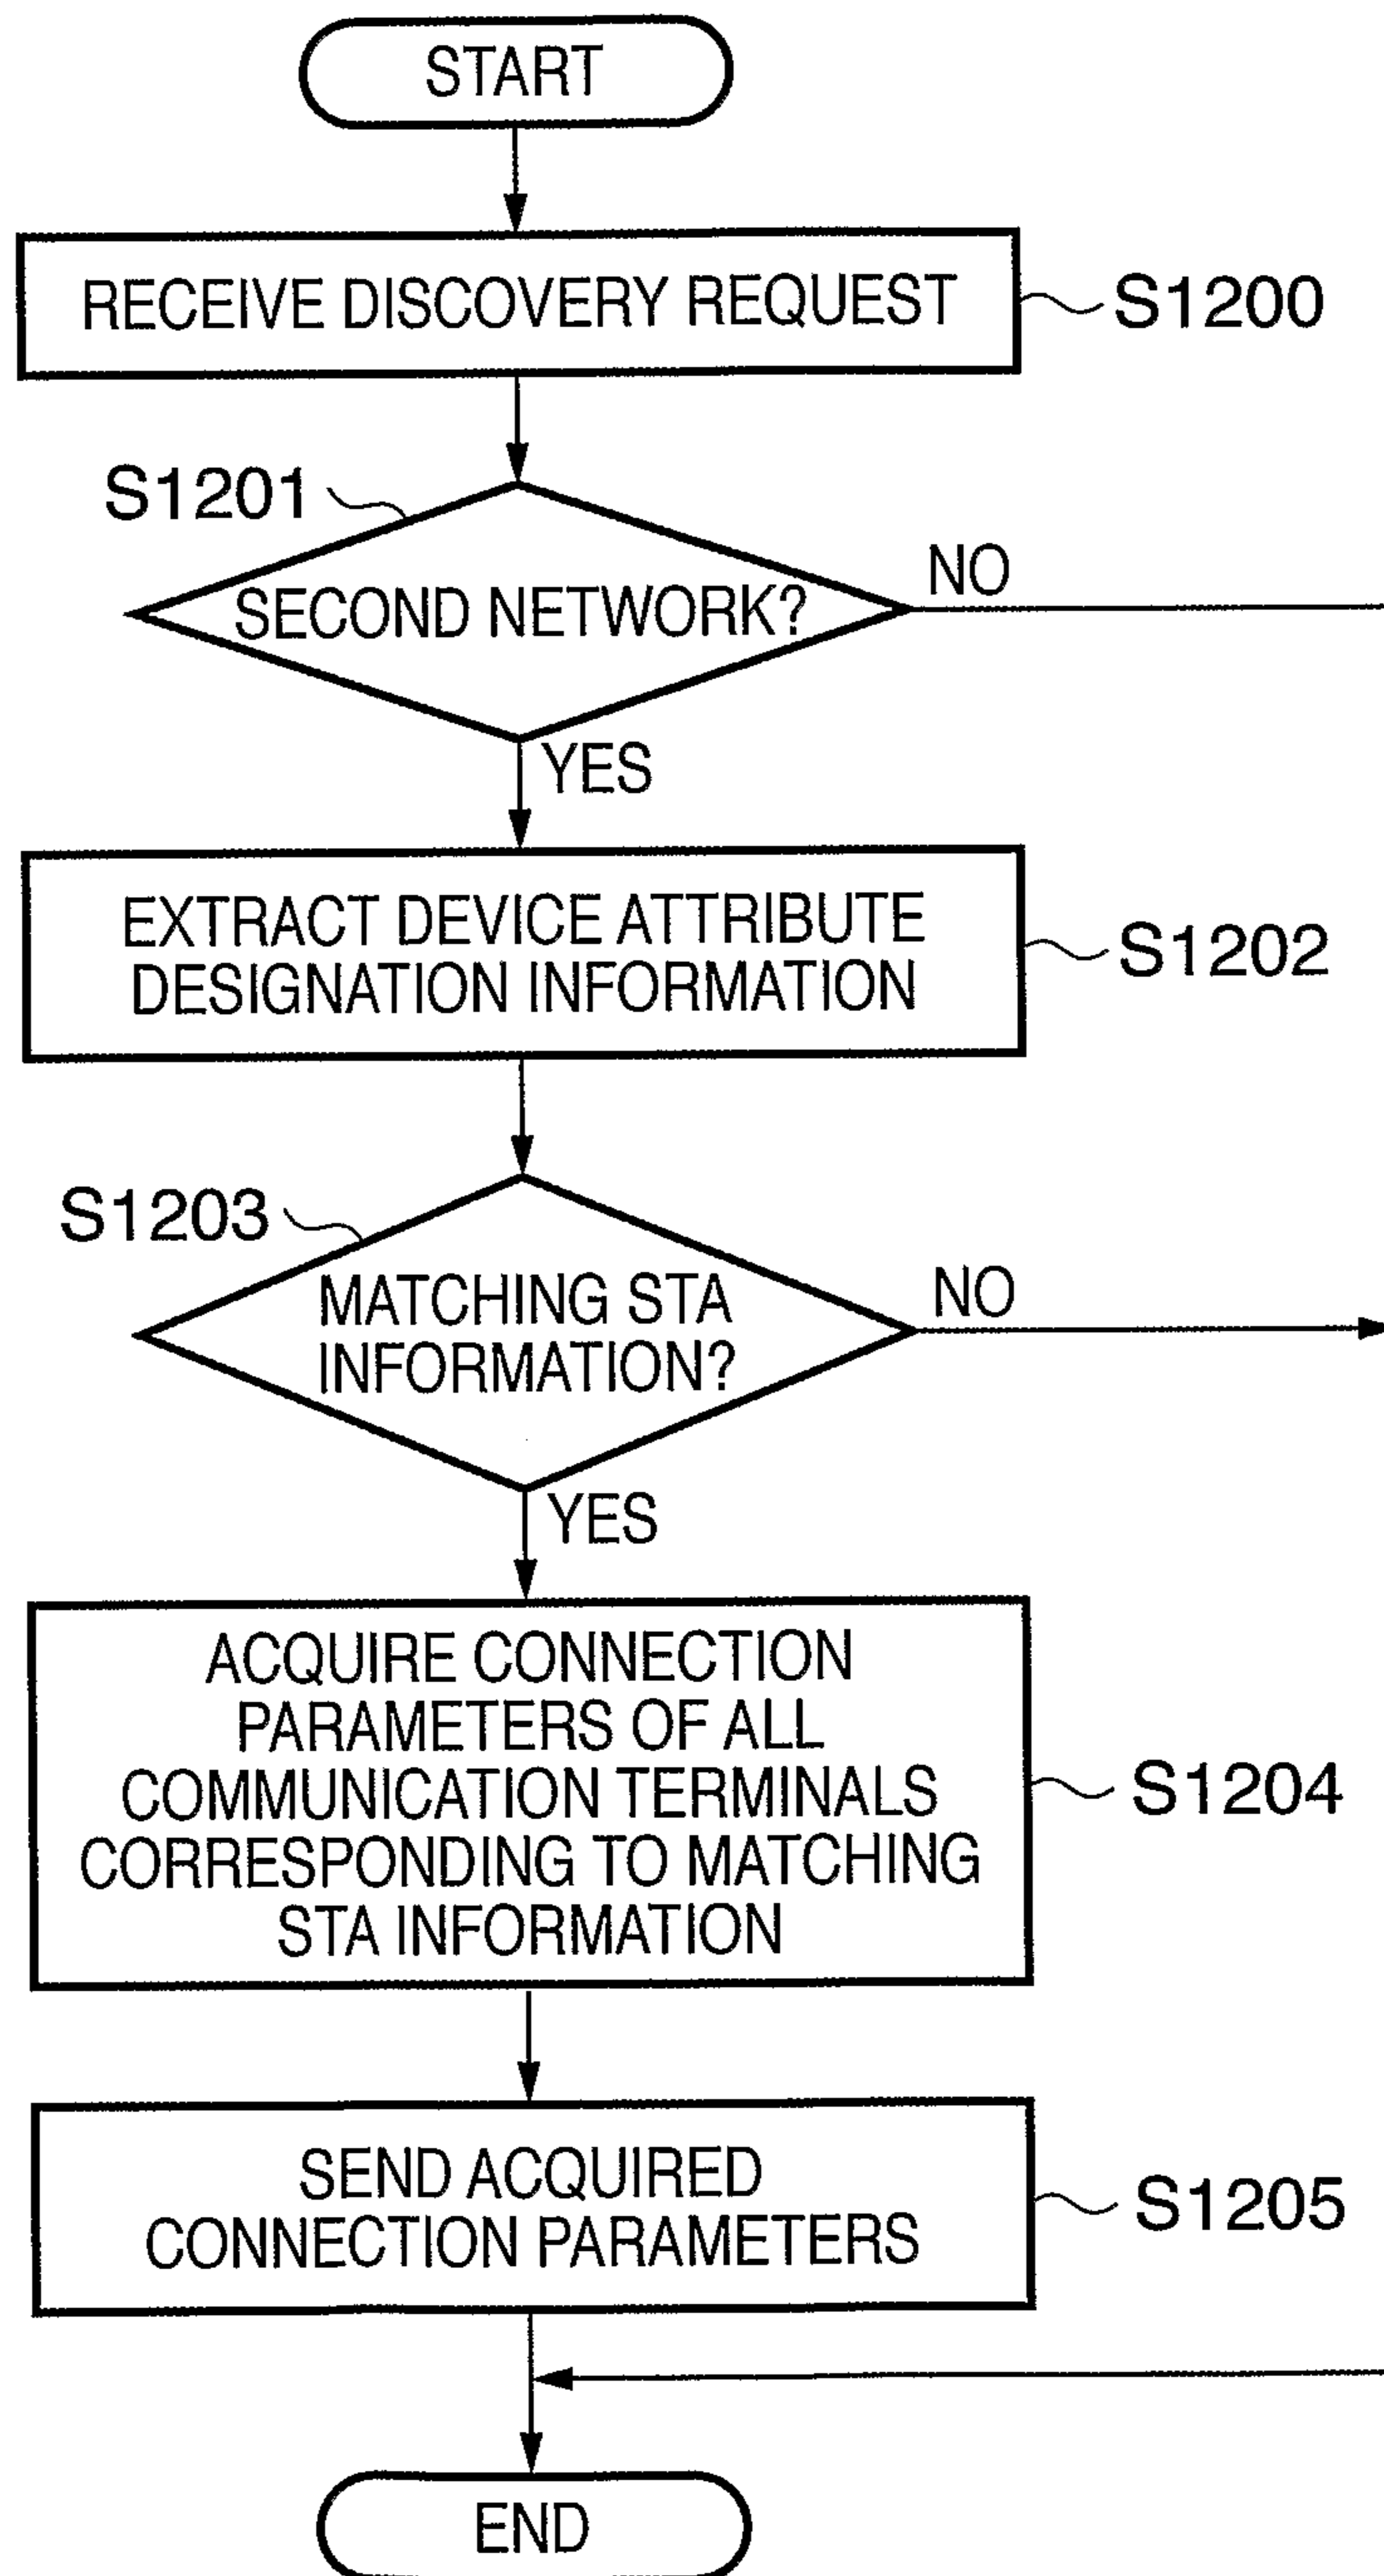 START
RECEIVE DISCOVERY REQUEST
S1200
S1201
SECOND NETWORK?
NO
YES
EXTRACT DEVICE ATTRIBUTE
DESIGNATION INFORMATION
S1202
S1203
MATCHING STA
INFORMATION?
NO
YES
ACQUIRE CONNECTION
PARAMETERS OF ALL
COMMUNICATION TERMINALS
CORRESPONDING TO MATCHING
STA INFORMATION
S1204
SEND ACQUIRED
CONNECTION PARAMETERS
S1205
END